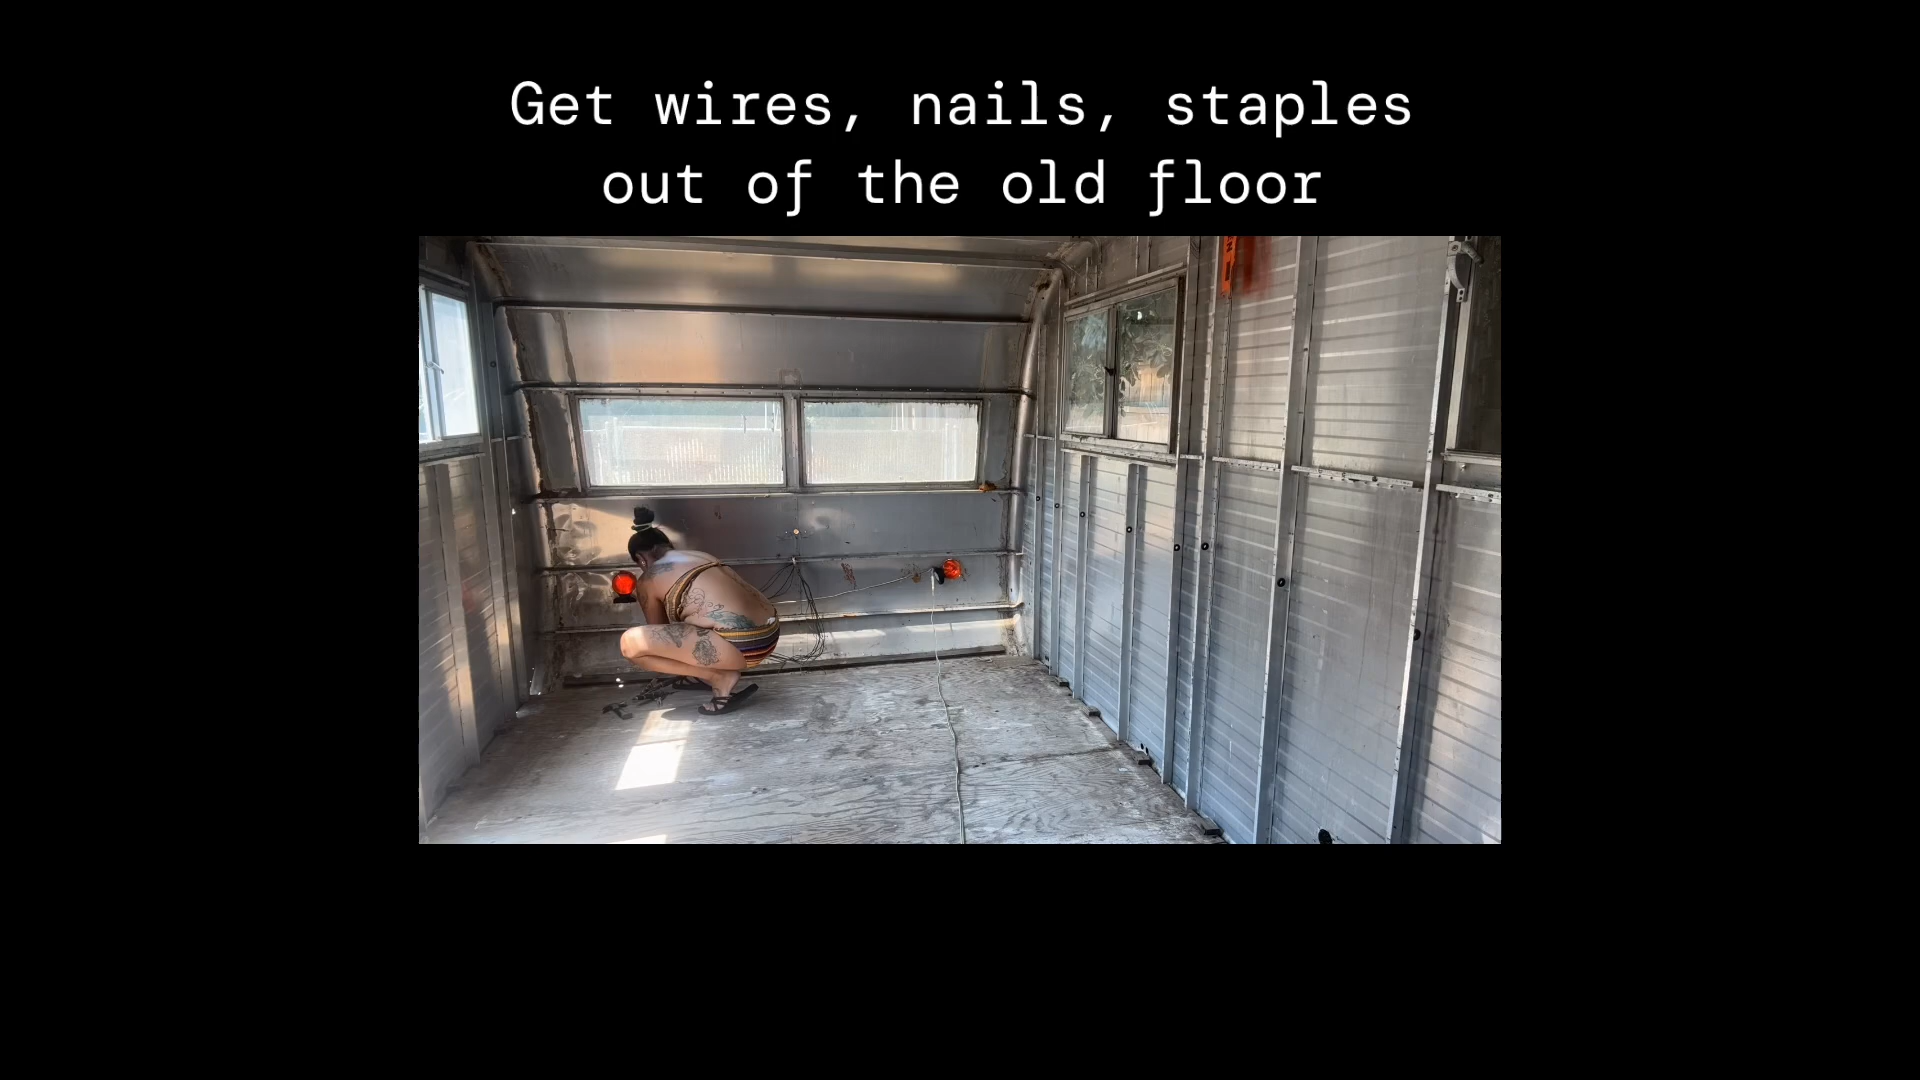 Get wires, nails, staples
out of the old floor